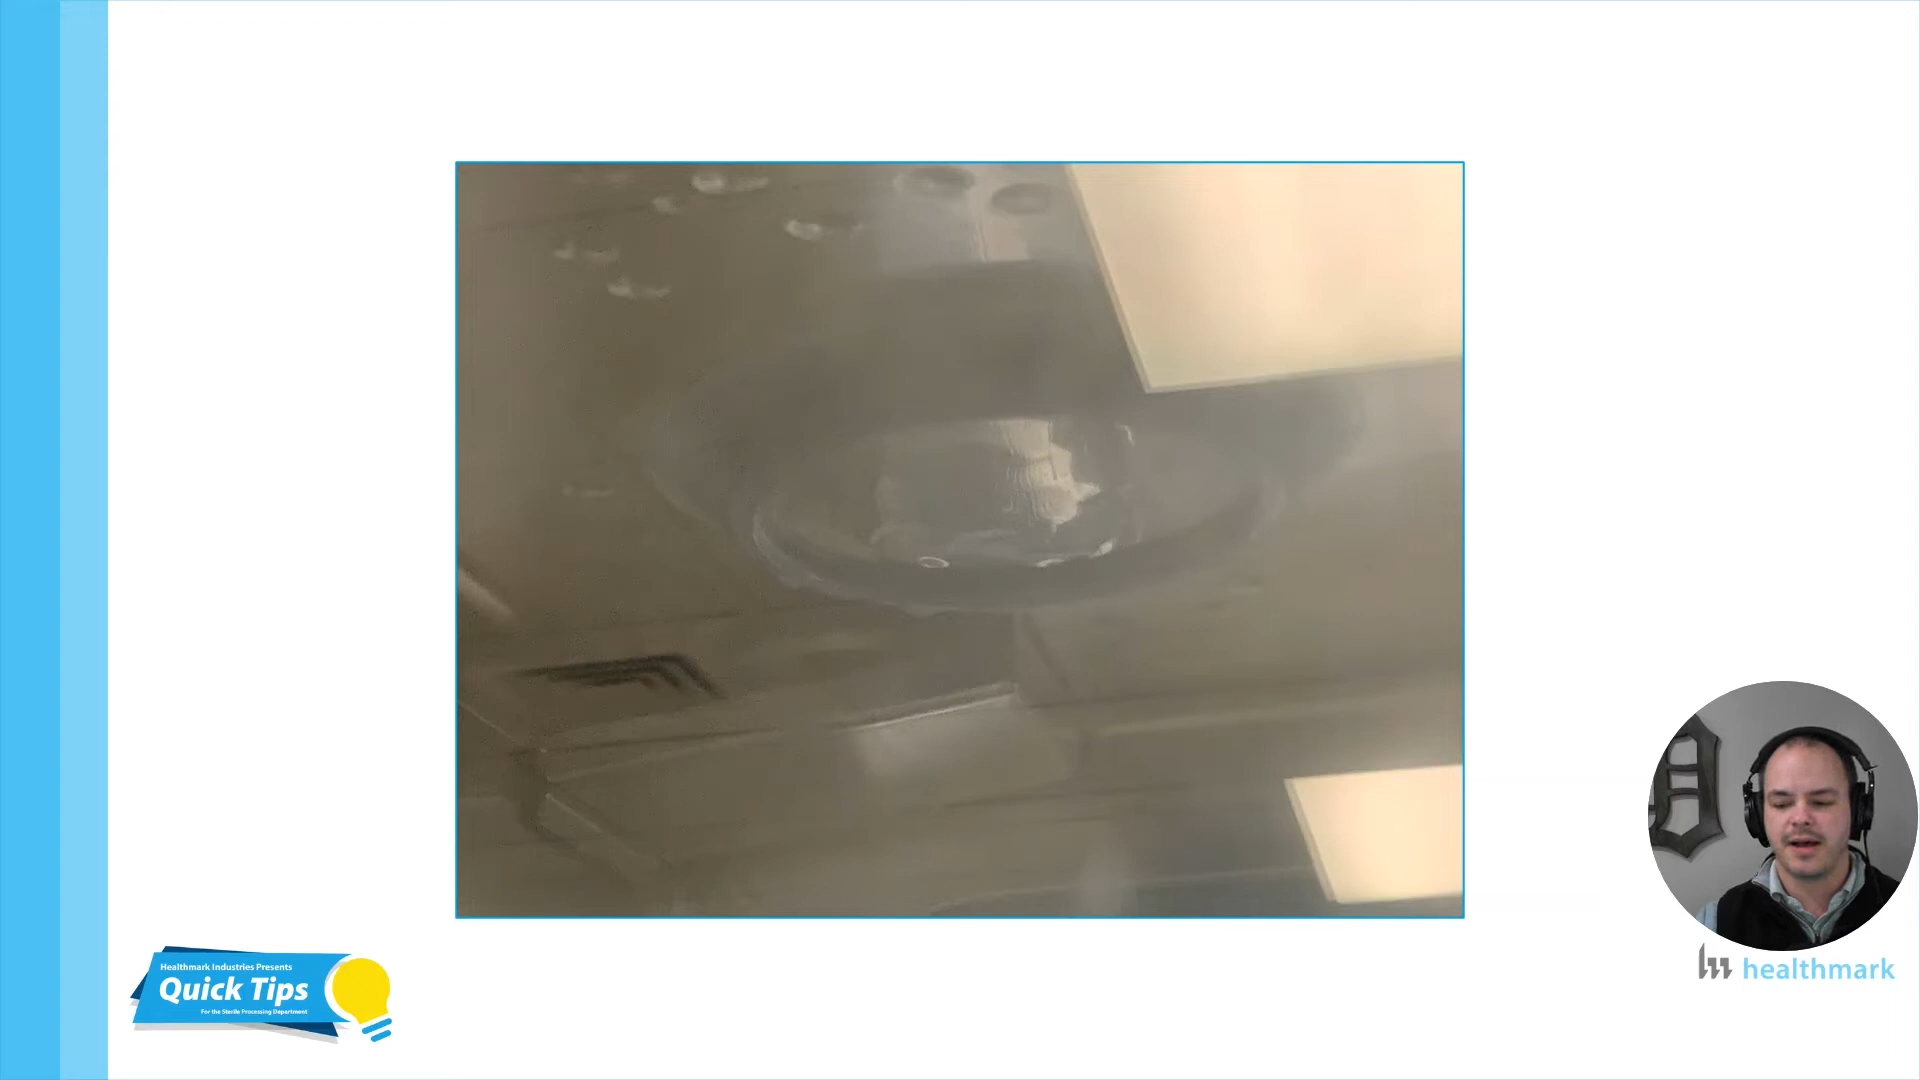 Healthmark Industries Presents
Quick Tips
For the Sterile Processing Department
healthmark